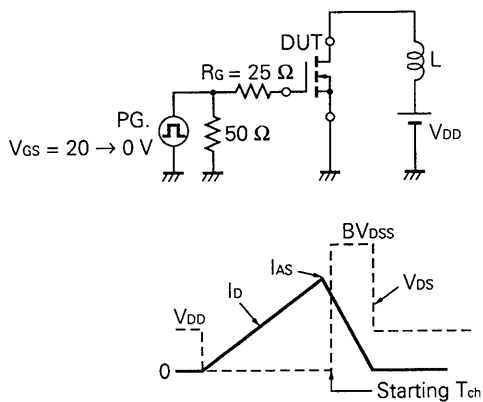 DUT
RG = 25 Ω
L
PG.
50 Ω
VGS = 20 → 0 V
VDD
BVDSS
IAS
ID
VDS
VDD
0
Starting Tch